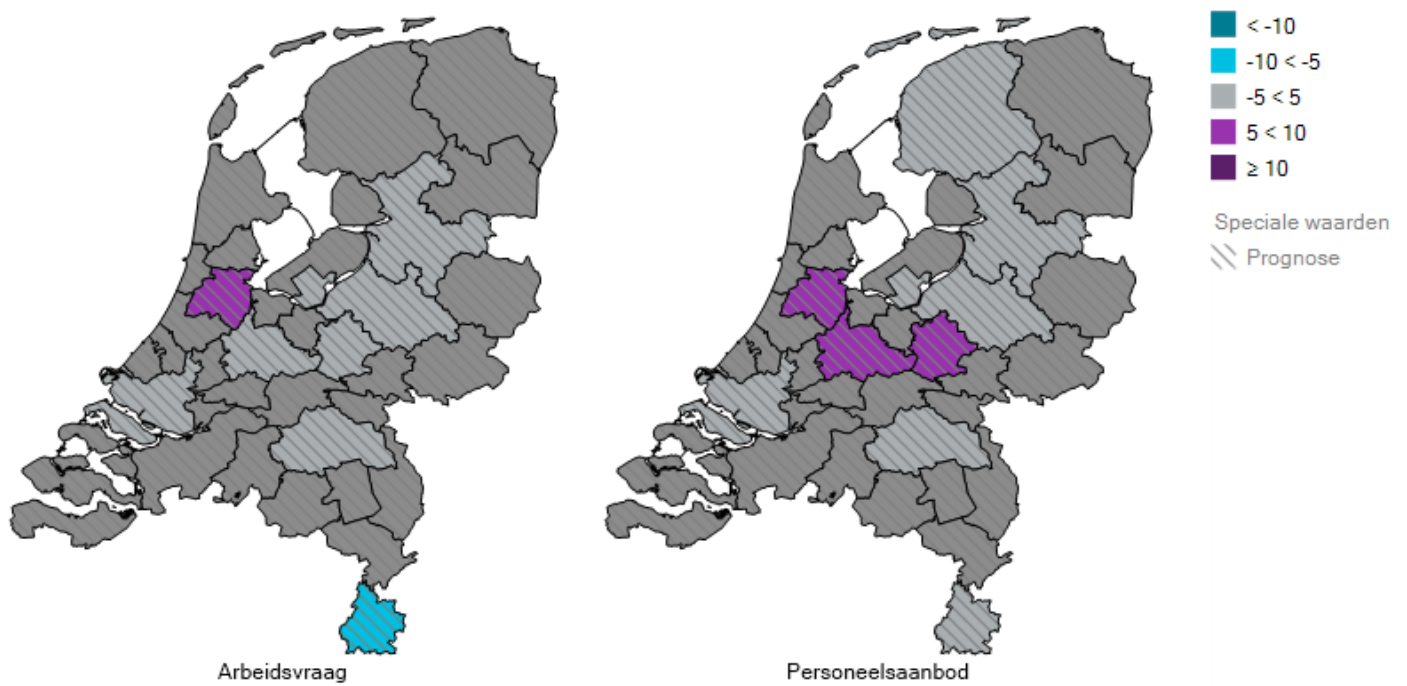 < -10
-10 < -5
-5 < 5
5 < 10
≥ 10
Speciale waarden
Prognose
Arbeidsvraag
Personeelsaanbod